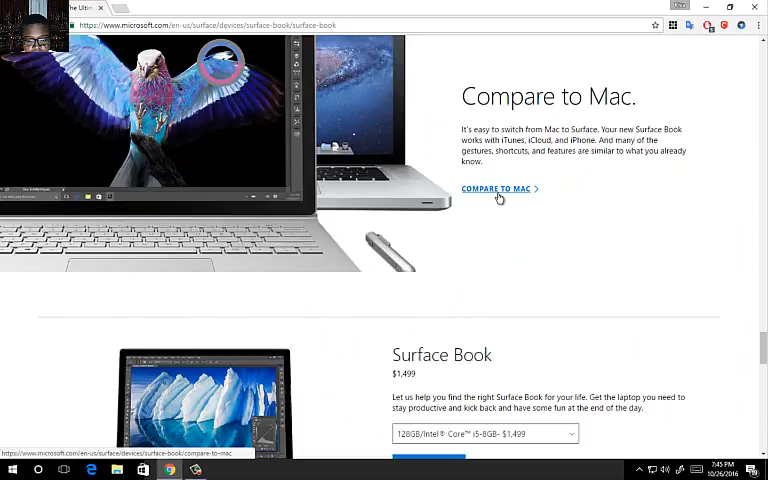 The Ultim
https://www.microsoft.com/en-us/surface/devices/surface-book/surface-book
Compare to Mac.
It's easy to switch from Mac to Surface. Your new Surface Book
works with iTunes, iCloud, and iPhone. And many of the
gestures, shortcuts, and features are similar to what you already
know.
COMPARE TO MAC
Surface Book
$1,499
Let us help you find the right Surface Book for your life. Get the laptop you need to
stay productive and kick back and have some fun at the end of the day.
128GB/Intel® Core™ i5-8GB- $1,499
https://www.microsoft.com/en-us/surface/devices/surface-book/compare-to-mac
7:45 PM
10/26/2016